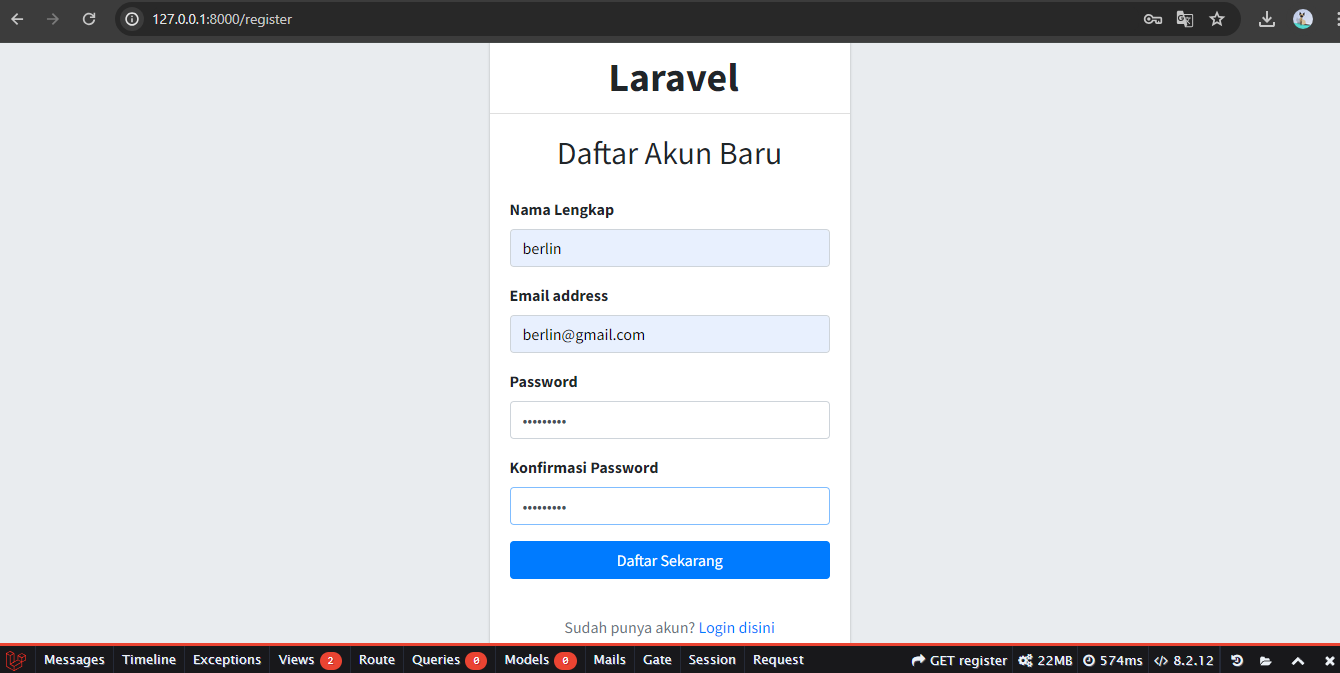 127.0.0.1:8000/register
Laravel
Daftar Akun Baru
Nama Lengkap
berlin
Email address
berlin@gmail.com
Password
•••••••••
Konfirmasi Password
•••••••••
Daftar Sekarang
Sudah punya akun? Login disini
Messages Timeline Exceptions Views 2 Route Queries 0 Models 0 Mails Gate Session Request GET register 22MB 574ms 8.2.12